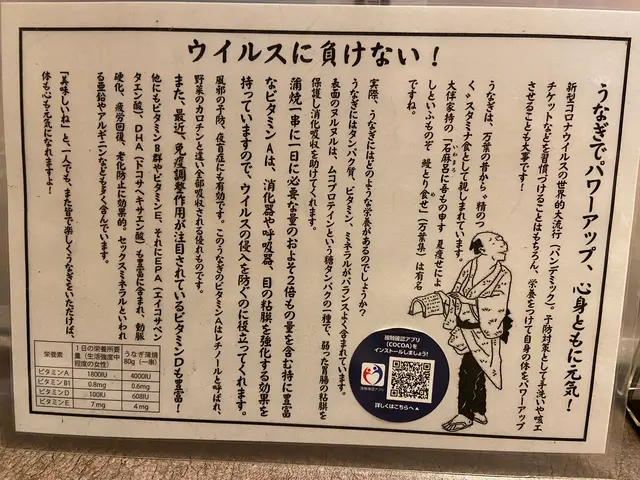 ウイルスに負けない！
うなぎでパワーアップ、心身ともに元気！
新型コロナウイルスの世界的大流行（パンデミック）予防対策として手洗いや咳エ
チケットなどを習慣づけることはもちろん、栄養をつけて自身の体をパワーアップ
させることも大事です！
うなぎは、万葉の昔から〝精のつ
く〟スタミナ食として親しまれています。
大伴家持の「石麻呂に吾もの申す 夏痩せによ
いわまろ
しといふものぞ 鰻とり食せ」（万葉集）は有名
ですね。
実際、うなぎにはどのような栄養があるのでしょうか？
うなぎにはタンパク質、ビタミン、ミネラルがバランスよく含まれています。
表面のヌルヌルは、ムコプロテインという糖タンパクの一種で、弱った胃腸の粘膜を
保護し消化吸収を助けてくれます。
蒲焼一串に一日に必要な量のおよそ２倍もの量を含む特に豊富
なビタミンＡは、消化器や呼吸器、目の粘膜を強化する効果を
持っていますので、ウイルスの侵入を防ぐのに役立ってくれます。
風邪の予防、夜盲症にも有効です。このうなぎのビタミンＡはレチノールと呼ばれ、
野菜のカロチンと違い全部吸収される優れものです。
また、最近、免疫調整作用が注目されているビタミンＤも豊富！
他にもビタミンＢ群やビタミンＥ、それにＥＰＡ（エイコサペン
タエン酸）、ＤＨＡ（ドコサヘキサエン酸）も豊富に含まれ、動脈
硬化、疲労回復、老化防止に効果的。セックスミネラルといわれ
る亜鉛やアルギニンなども多く含んでいます。
「美味しいね」と、一人でも、また皆で楽しくうなぎをいただけば、
体も心も元気になれますよ！
接触確認アプリ
（COCOA）を
インストールしましょう！
接触確認アプリ
詳しくはこちらへ▲
栄養素 １日の栄養所要量（生活強度中程度の女性） うなぎ蒲焼80g（一串）
ビタミンA 1800IU 4000IU
ビタミンB1 0.8mg 0.6mg
ビタミンD 100IU 608IU
ビタミンE 7mg 4mg